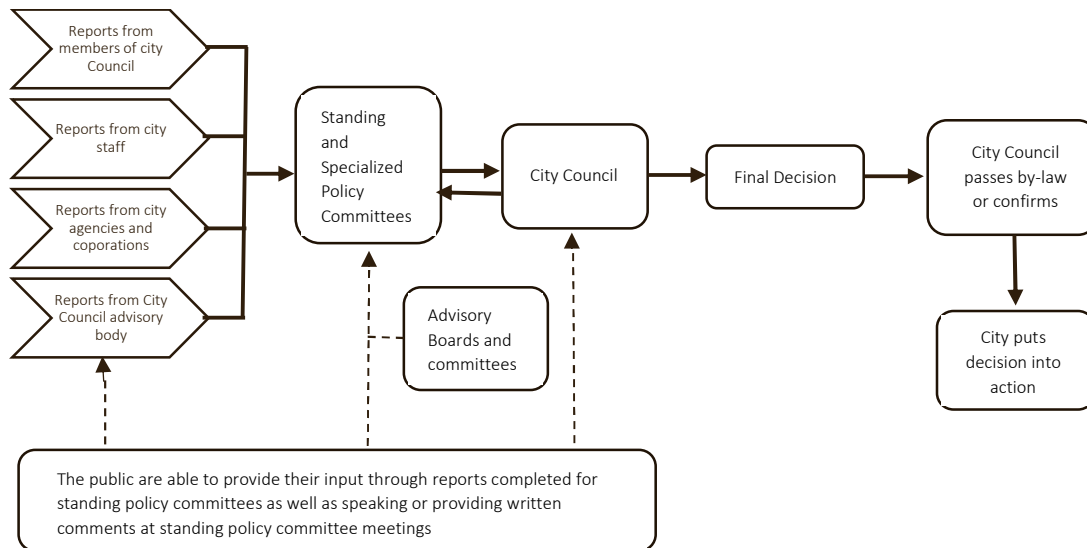 Reports from
members of city
Council
Reports from city
staff
Reports from city
agencies and
coporations
Reports from City
Council advisory
body
Standing
and
Specialized
Policy
Committees
City Council
Final Decision
City Council
passes by-law
or confirms
Advisory
Boards and
committees
City puts
decision into
action
The public are able to provide their input through reports completed for
standing policy committees as well as speaking or providing written
comments at standing policy committee meetings